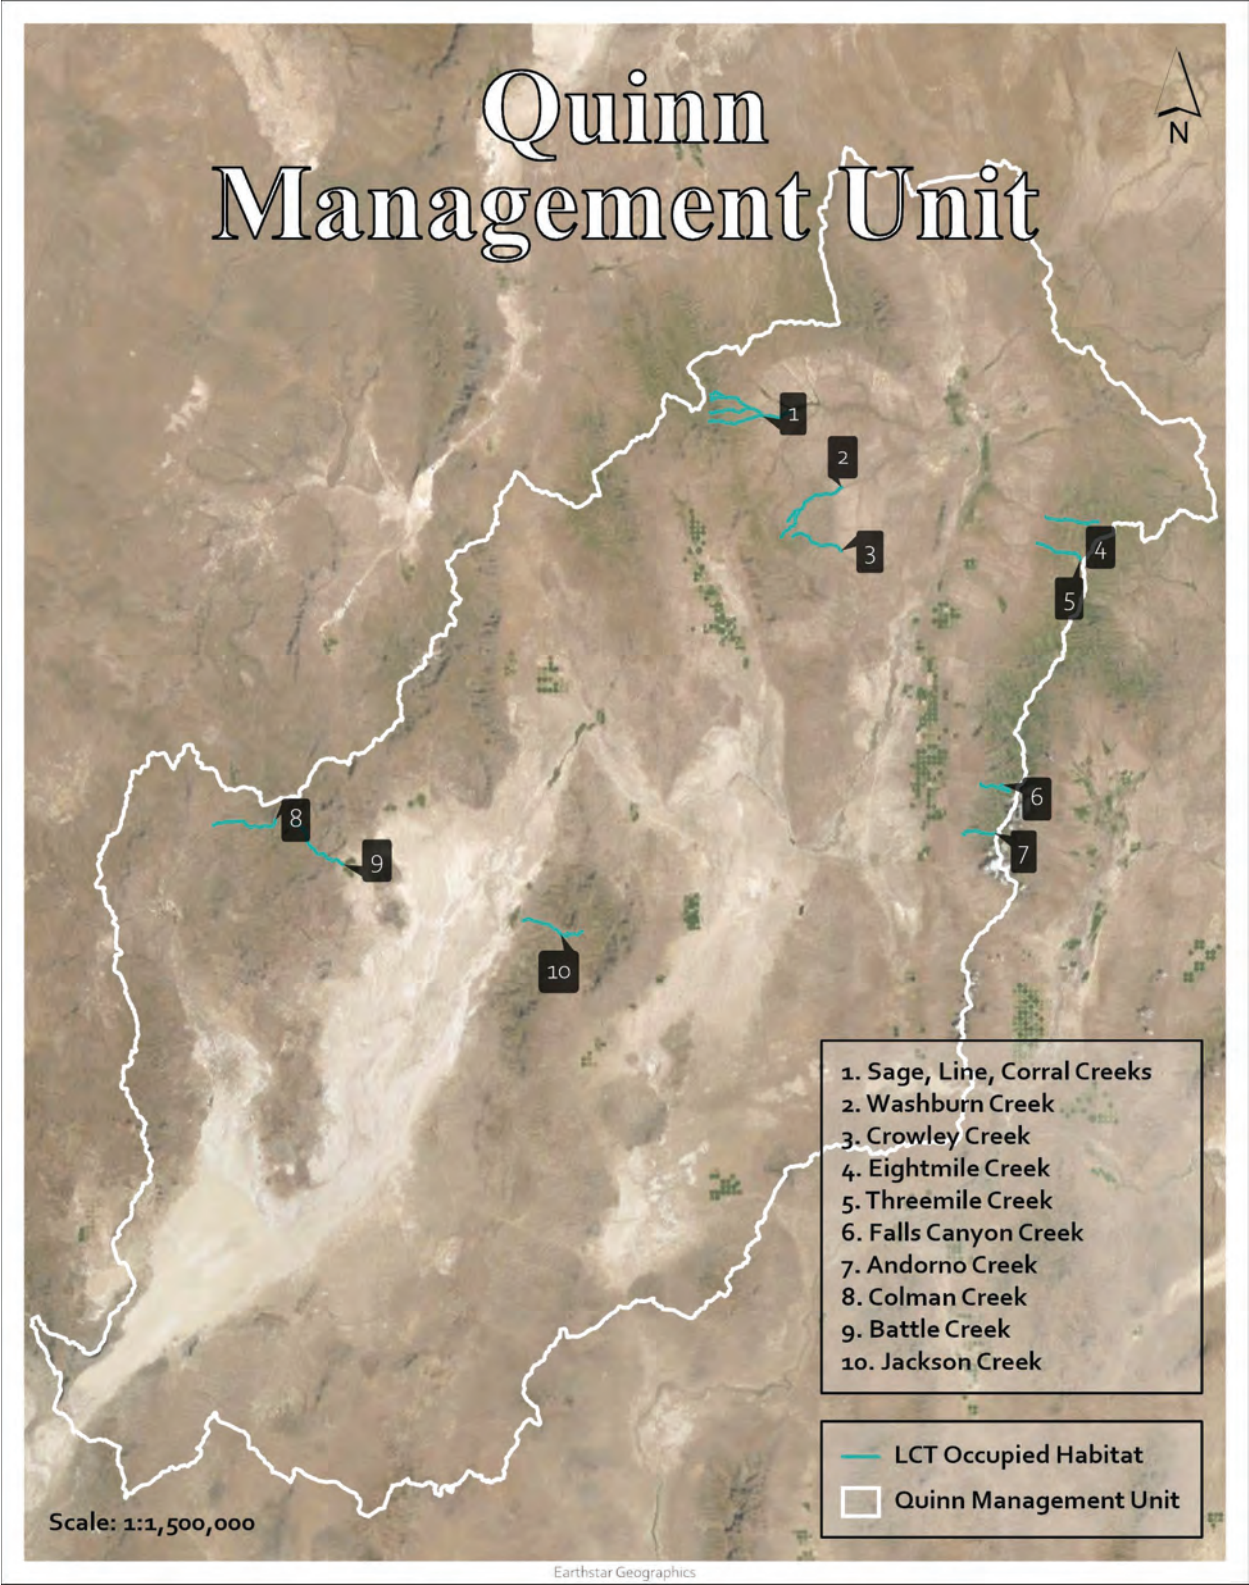 Quinn
Management Unit
N
1
2
3
4
5
6
7
8
9
10
1. Sage, Line, Corral Creeks
2. Washburn Creek
3. Crowley Creek
4. Eightmile Creek
5. Threemile Creek
6. Falls Canyon Creek
7. Andorno Creek
8. Colman Creek
9. Battle Creek
10. Jackson Creek
LCT Occupied Habitat
Quinn Management Unit
Scale: 1:1,500,000
Earthstar Geographics